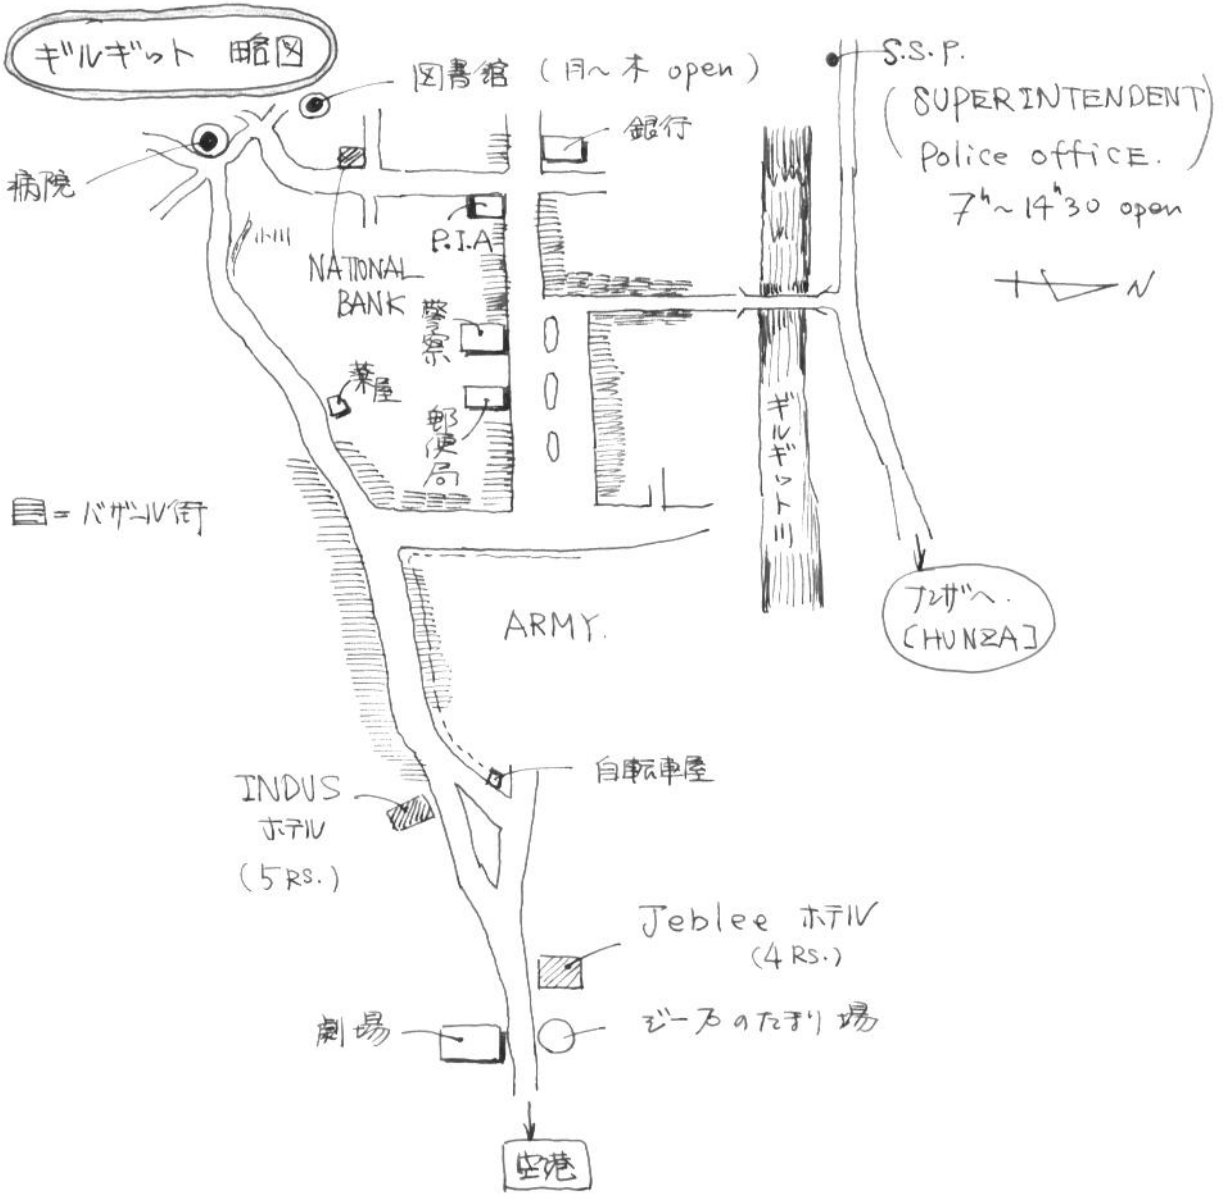 ギルギット 略図
図書館 (月〜木 open)
S.S.P.
(SUPERINTENDENT
Police officE.)
7h〜14h30 open
銀行
病院
小川
P.I.A
NATIONAL
BANK
N
警察
薬屋
郵便局
ギルギット川
= バザール街
フンザへ.
[HUNZA]
ARMY.
自転車屋
INDUS
ホテル
(5 RS.)
Jeblee ホテル
(4 RS.)
劇場
ジープのたまり場
空港